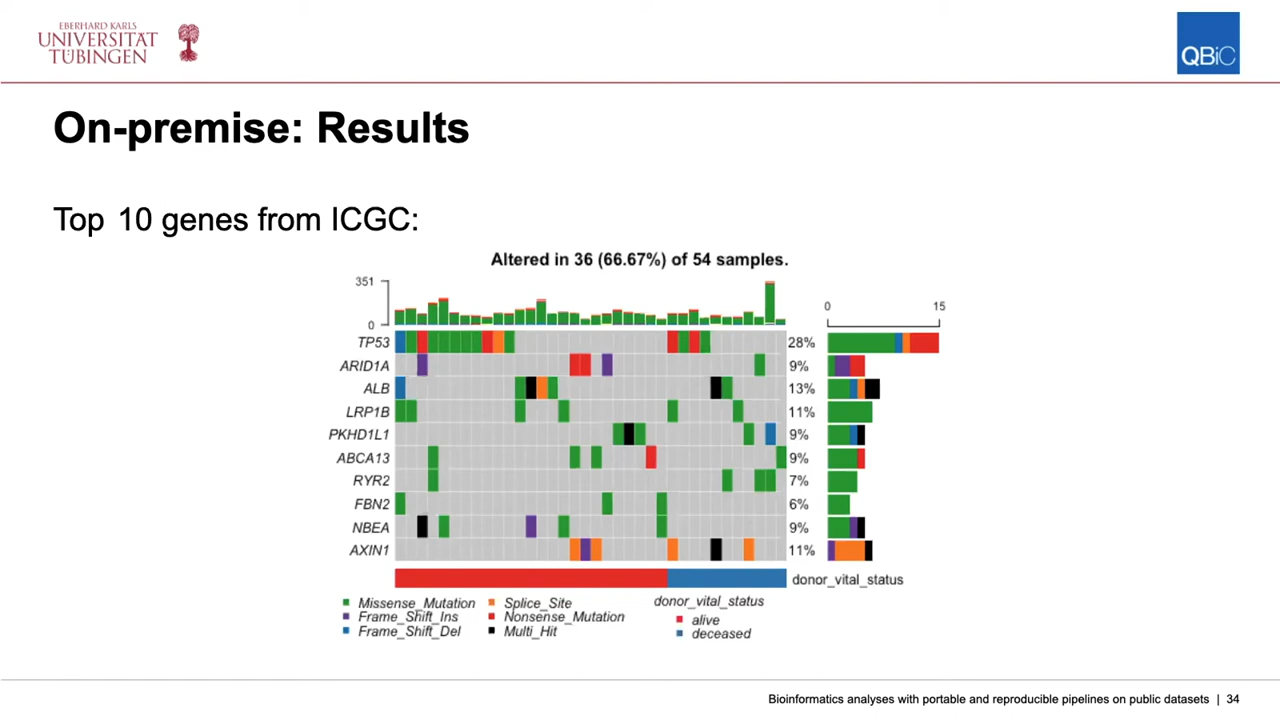 EBERHARD KARLS
UNIVERSITÄT
TÜBINGEN
QBiC
On-premise: Results
Top 10 genes from ICGC:
Altered in 36 (66.67%) of 54 samples.
351
0
0 15
TP53 28%
ARID1A 9%
ALB 13%
LRP1B 11%
PKHD1L1 9%
ABCA13 9%
RYR2 7%
FBN2 6%
NBEA 9%
AXIN1 11%
donor_vital_status
Missense_Mutation Splice_Site donor_vital_status
Frame_Shift_Ins Nonsense_Mutation alive
Frame_Shift_Del Multi_Hit deceased
Bioinformatics analyses with portable and reproducible pipelines on public datasets | 34